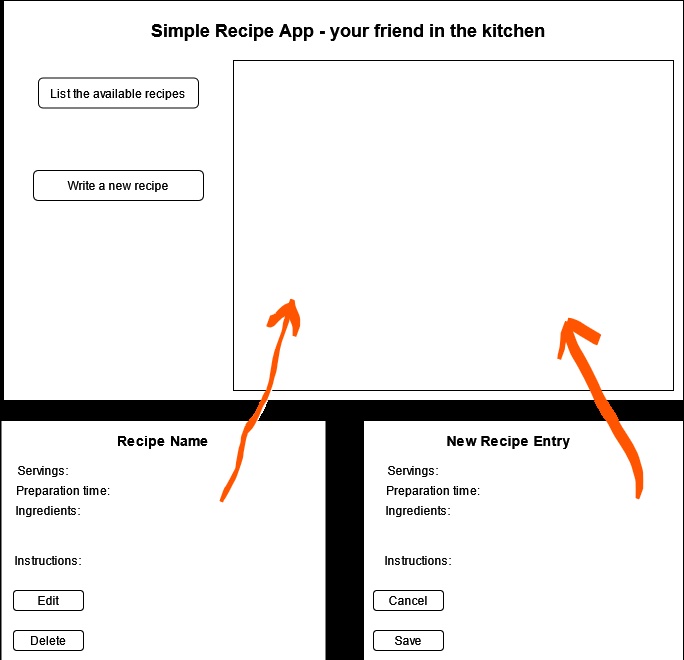 Simple Recipe App - your friend in the kitchen
List the available recipes
Write a new recipe
Recipe Name
Servings:
Preparation time:
Ingredients:
Instructions:
Edit
Delete
New Recipe Entry
Servings:
Preparation time:
Ingredients:
Instructions:
Cancel
Save